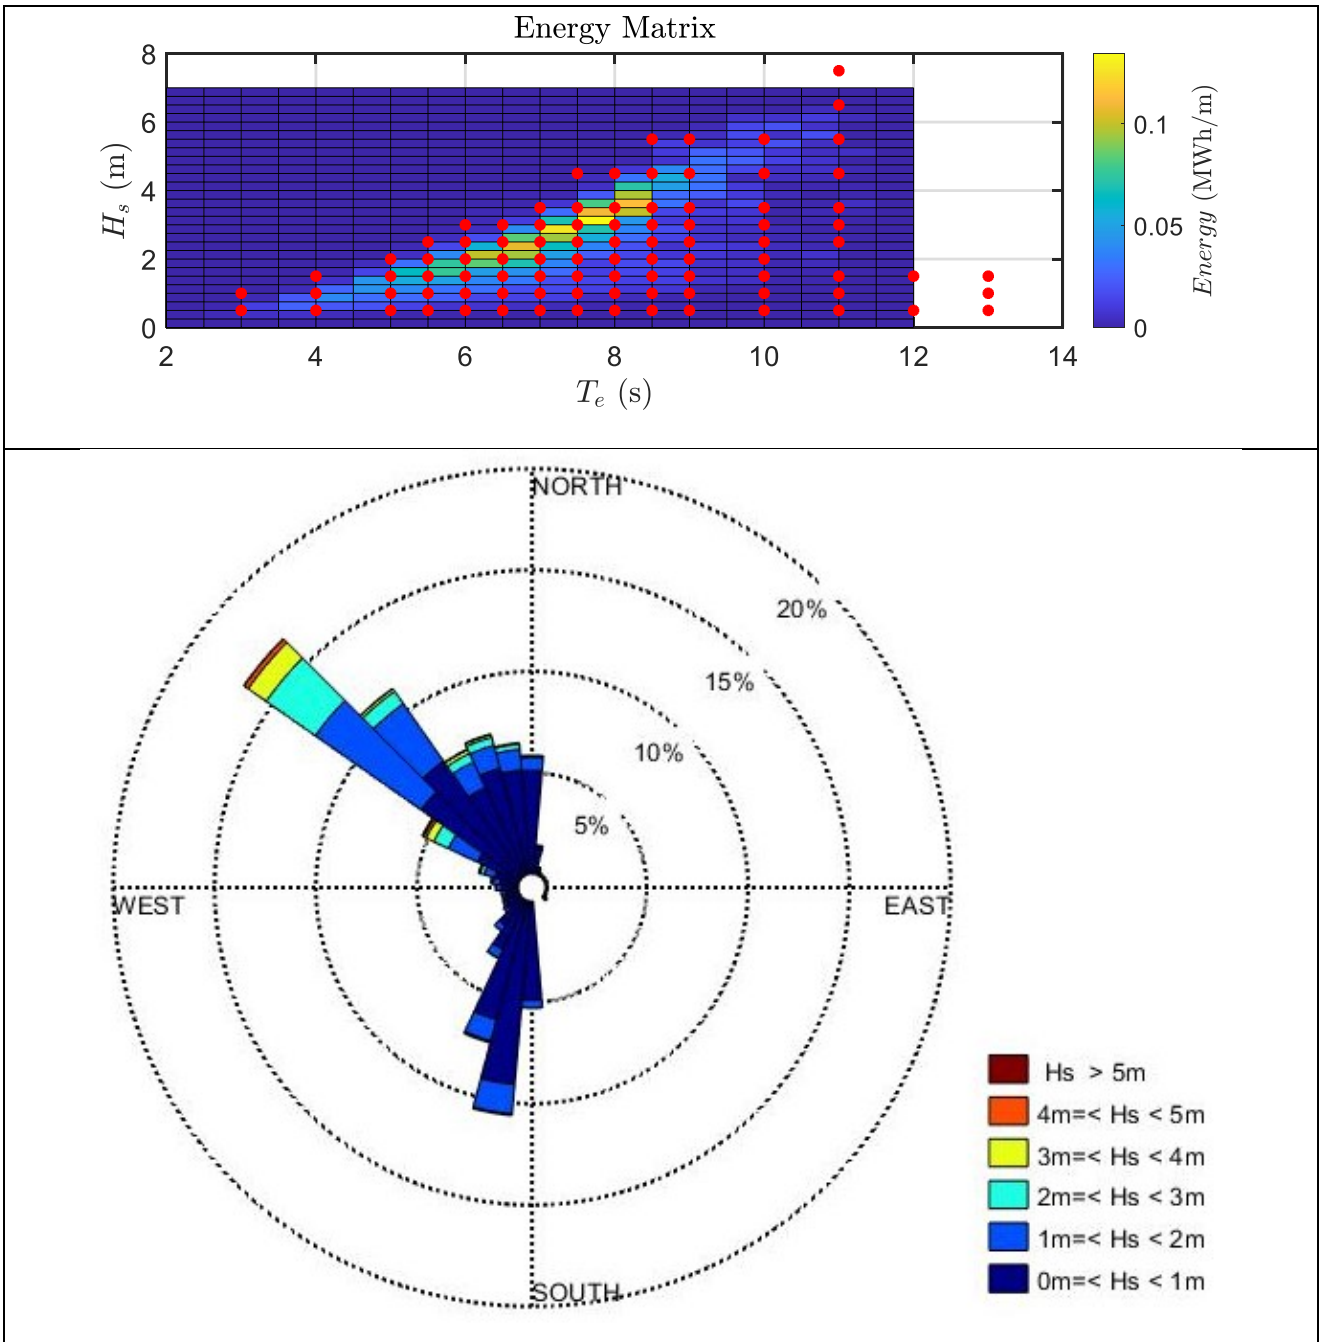 Energy Matrix
8
6
4
2
0
H_s (m)
2 4 6 8 10 12 14
T_e (s)
0.1
0.05
0
Energy (MWh/m)
NORTH
20%
15%
10%
5%
WEST
EAST
SOUTH
Hs > 5m
4m=< Hs < 5m
3m=< Hs < 4m
2m=< Hs < 3m
1m=< Hs < 2m
0m=< Hs < 1m